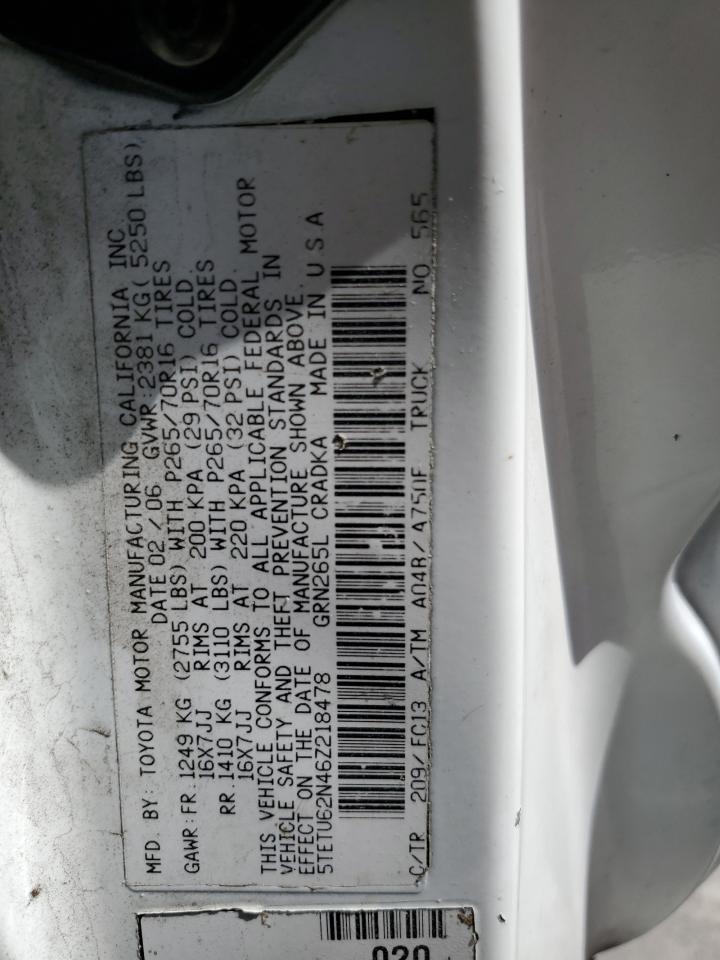 MFD. BY: TOYOTA MOTOR MANUFACTURING CALIFORNIA INC
DATE 02 / 06 GVWR 2381 KG( 5250 LBS)
GAWR: FR. 1249 KG (2755 LBS) WITH P265/70R16 TIRES
16X7JJ RIMS AT 200 KPA (29 PSI) COLD.
RR. 1410 KG (3110 LBS) WITH P265/70R16 TIRES
16X7JJ RIMS AT 220 KPA (32 PSI) COLD.
THIS VEHICLE CONFORMS TO ALL APPLICABLE FEDERAL MOTOR
VEHICLE SAFETY AND THEFT PREVENTION STANDARDS IN
EFFECT ON THE DATE OF MANUFACTURE SHOWN ABOVE.
5TETU62N46Z218478 GRN265L CRADKA MADE IN U S A
C/TR 209/FC13 A/TM A04B/A750F TRUCK NO 565
020